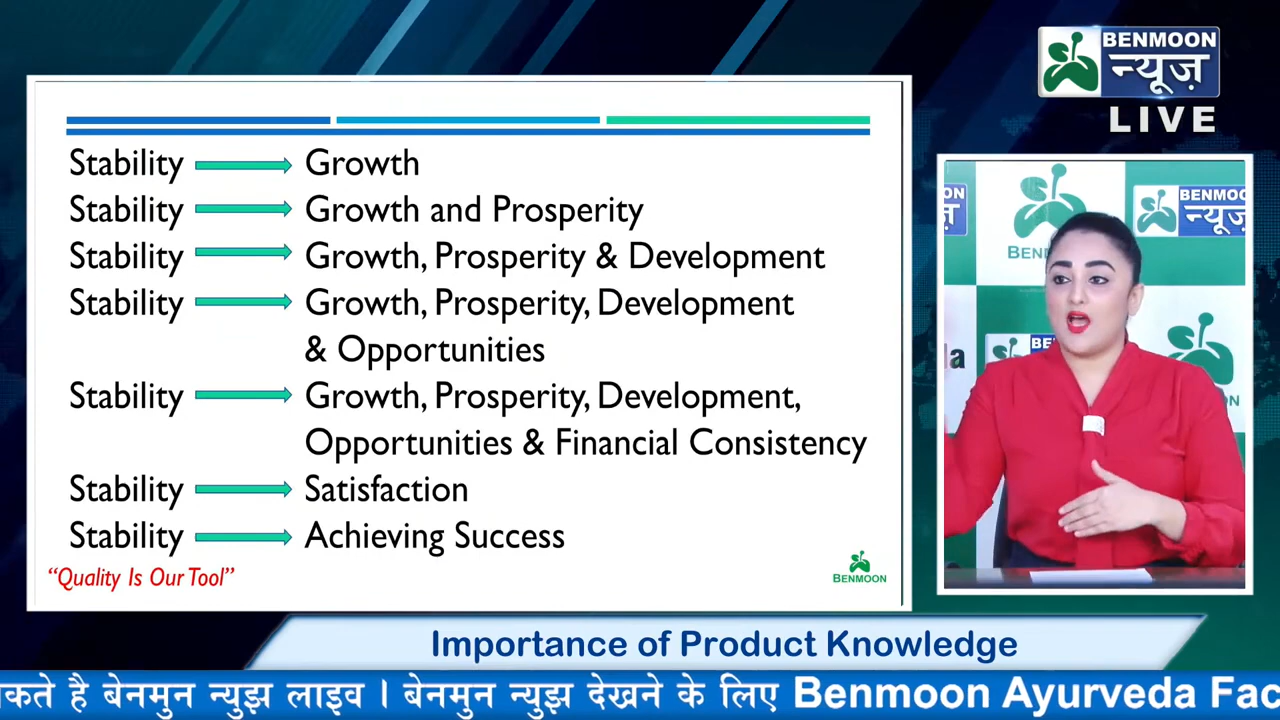 BENMOON
न्यूज़
LIVE
Stability Growth
Stability Growth and Prosperity
Stability Growth, Prosperity & Development
Stability Growth, Prosperity, Development
& Opportunities
Stability Growth, Prosperity, Development,
Opportunities & Financial Consistency
Stability Satisfaction
Stability Achieving Success
“Quality Is Our Tool”
BENMOON
BENMOON
न्यूज़
Importance of Product Knowledge
कते है बेनमुन न्युझ लाइव । बेनमुन न्युझ देखने के लिए Benmoon Ayurveda Fac